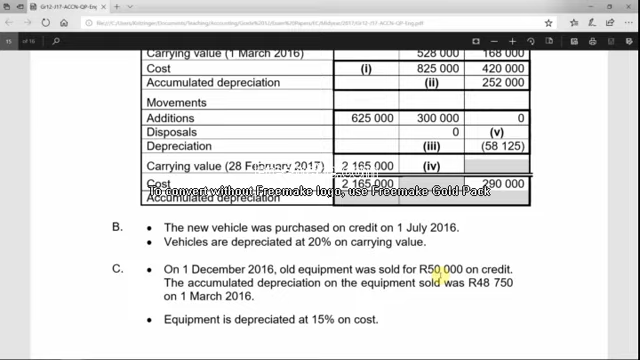 Gr12-J17-ACCN-QP-Eng
of 16
Carrying value (1 March 2016) 528 000 168 000
Cost (i) 825 000 420 000
Accumulated depreciation (ii) 252 000
Movements
Additions 625 000 300 000 0
Disposals 0 (v)
Depreciation (iii) (58 125)
Carrying value (28 February 2017) 2 165 000 (iv)
To convert without Freemake logo, use Freemake Gold Pack
Cost 2 165 000 290 000
Accumulated depreciation
B. • The new vehicle was purchased on credit on 1 July 2016.
• Vehicles are depreciated at 20% on carrying value.
C. • On 1 December 2016, old equipment was sold for R50 000 on credit.
The accumulated depreciation on the equipment sold was R48 750
on 1 March 2016.
• Equipment is depreciated at 15% on cost.